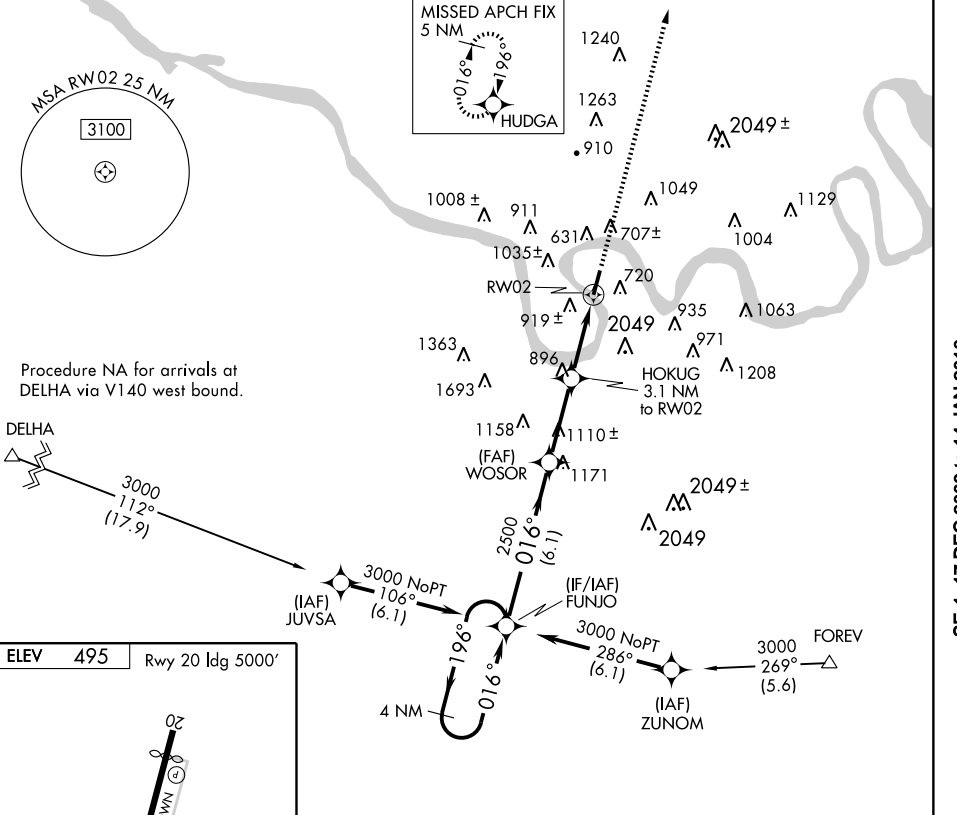 MISSED APCH FIX
5 NM
016°
196°
HUDGA
MSA RW02 25 NM
3100
1240
1263
910
2049 ±
1049
1129
1004
1008 ±
911
631
707±
1035±
RW02
720
919 ±
2049
935
1063
971
1208
1363
896
1693
HOKUG
3.1 NM
to RW02
Procedure NA for arrivals at
DELHA via V140 west bound.
DELHA
1158
1110 ±
(FAF)
WOSOR
1171
3000
112°
(17.9)
2500
016°
(6.1)
2049 ±
2049
(IAF)
JUVSA
3000 NoPT
106°
(6.1)
(IF/IAF)
FUNJO
3000 NoPT
286°
(6.1)
3000
269°
(5.6)
FOREV
(IAF)
ZUNOM
196°
016°
4 NM
ELEV 495
Rwy 20 ldg 5000'
20
P